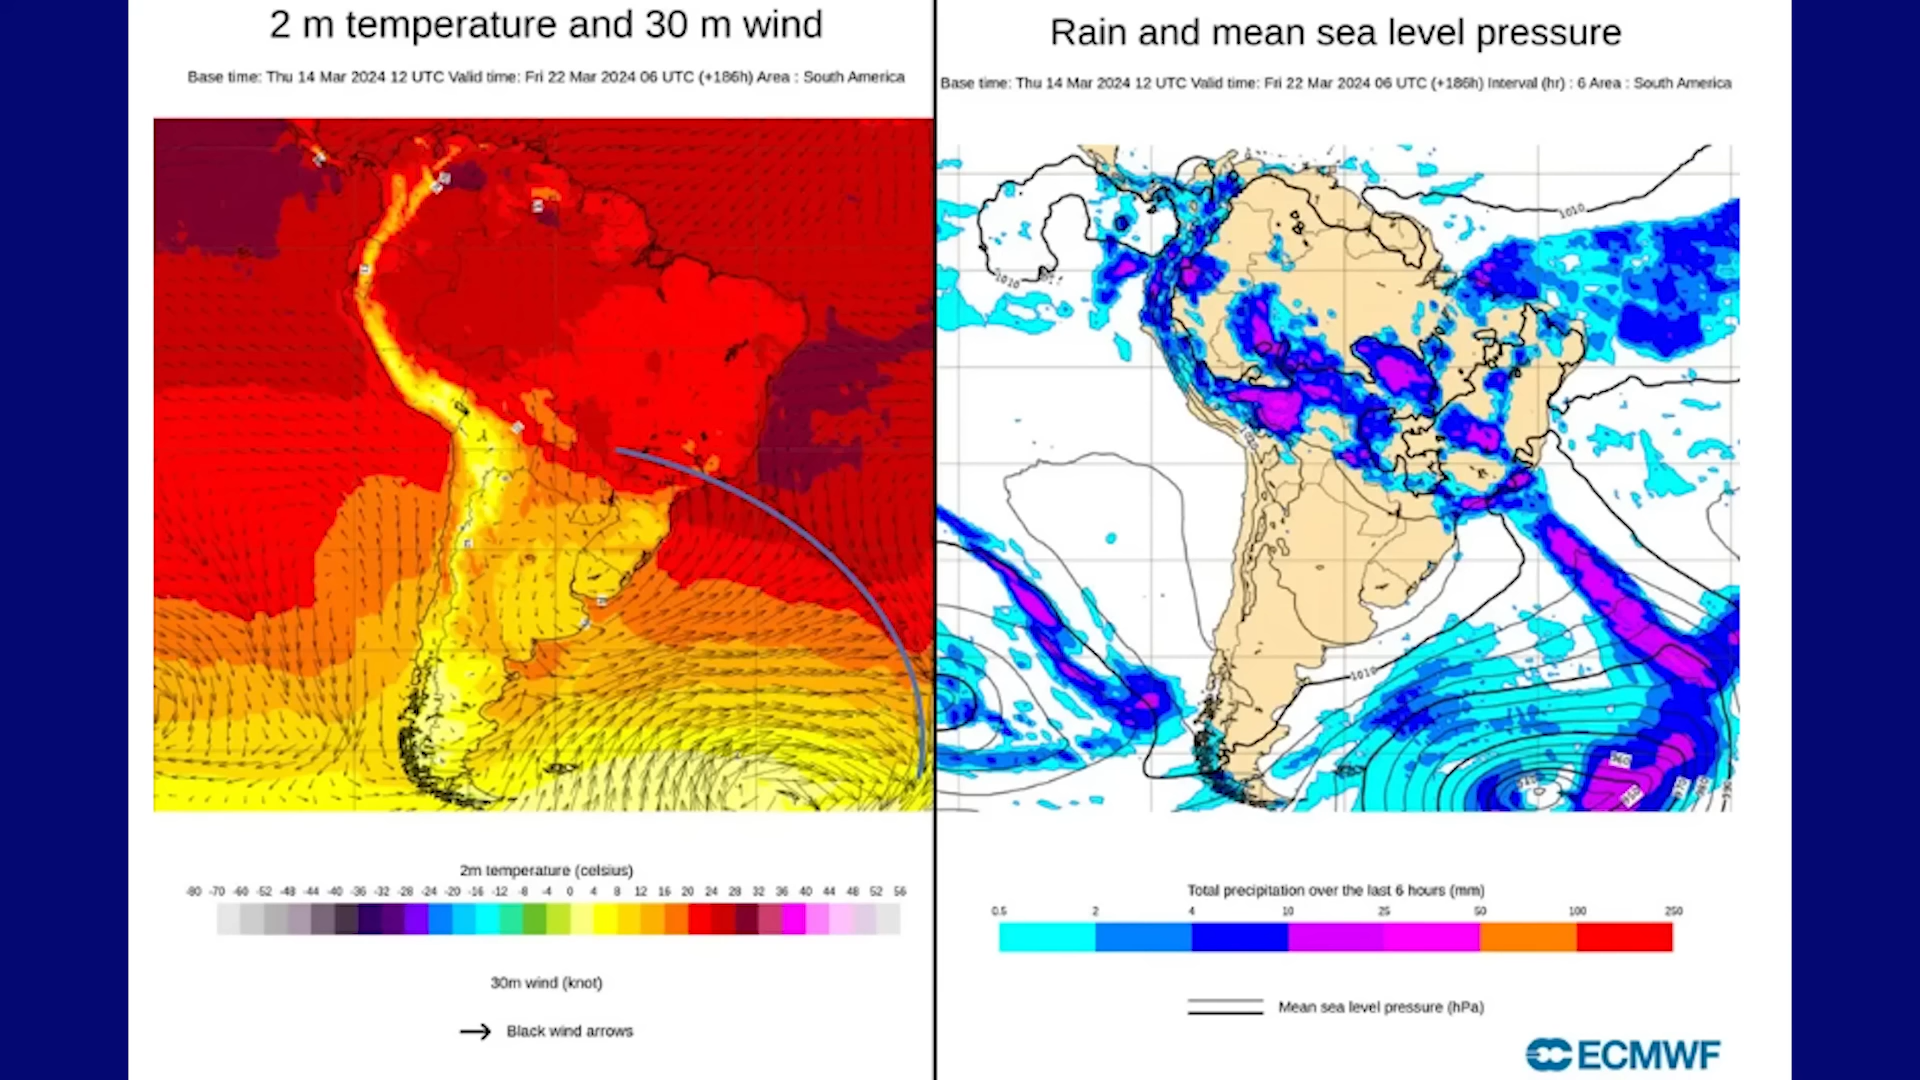 2 m temperature and 30 m wind
Base time: Thu 14 Mar 2024 12 UTC Valid time: Fri 22 Mar 2024 06 UTC (+186h) Area : South America
2m temperature (celsius)
-80 -70 -60 -52 -48 -44 -40 -36 -32 -28 -24 -20 -16 -12 -8 -4 0 4 8 12 16 20 24 28 32 36 40 44 48 52 56
30m wind (knot)
Black wind arrows
Rain and mean sea level pressure
Base time: Thu 14 Mar 2024 12 UTC Valid time: Fri 22 Mar 2024 06 UTC (+186h) Interval (hr) : 6 Area : South America
1010
1010
1010
960
Total precipitation over the last 6 hours (mm)
0.5 2 4 10 25 50 100 250
Mean sea level pressure (hPa)
ECMWF